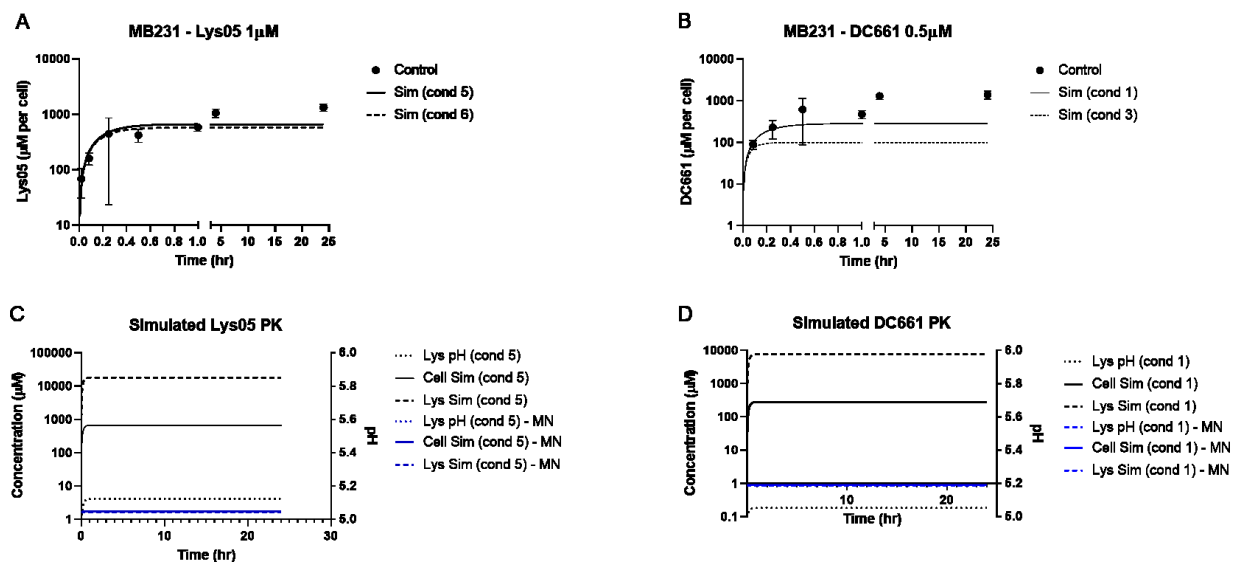 A
MB231 - Lys05 1µM
Lys05 (µM per cell)
10000
1000
100
10
0.0 0.2 0.4 0.6 0.8 1.0 5 10 15 20 25
Time (hr)
Control
Sim (cond 5)
Sim (cond 6)
B
MB231 - DC661 0.5µM
DC661 (µM per cell)
10000
1000
100
10
1
0.0 0.2 0.4 0.6 0.8 1.0 5 10 15 20 25
Time (hr)
Control
Sim (cond 1)
Sim (cond 3)
C
Simulated Lys05 PK
Concentration (µM)
100000
10000
1000
100
10
1
0 10 20 30
Time (hr)
6.0
5.8
5.6
5.4
5.2
5.0
pH
Lys pH (cond 5)
Cell Sim (cond 5)
Lys Sim (cond 5)
Lys pH (cond 5) - MN
Cell Sim (cond 5) - MN
Lys Sim (cond 5) - MN
D
Simulated DC661 PK
Concentration (µM)
10000
1000
100
10
1
0.1
10 20
Time (hr)
6.0
5.8
5.6
5.4
5.2
5.0
pH
Lys pH (cond 1)
Cell Sim (cond 1)
Lys Sim (cond 1)
Lys pH (cond 1) - MN
Cell Sim (cond 1) - MN
Lys Sim (cond 1) - MN